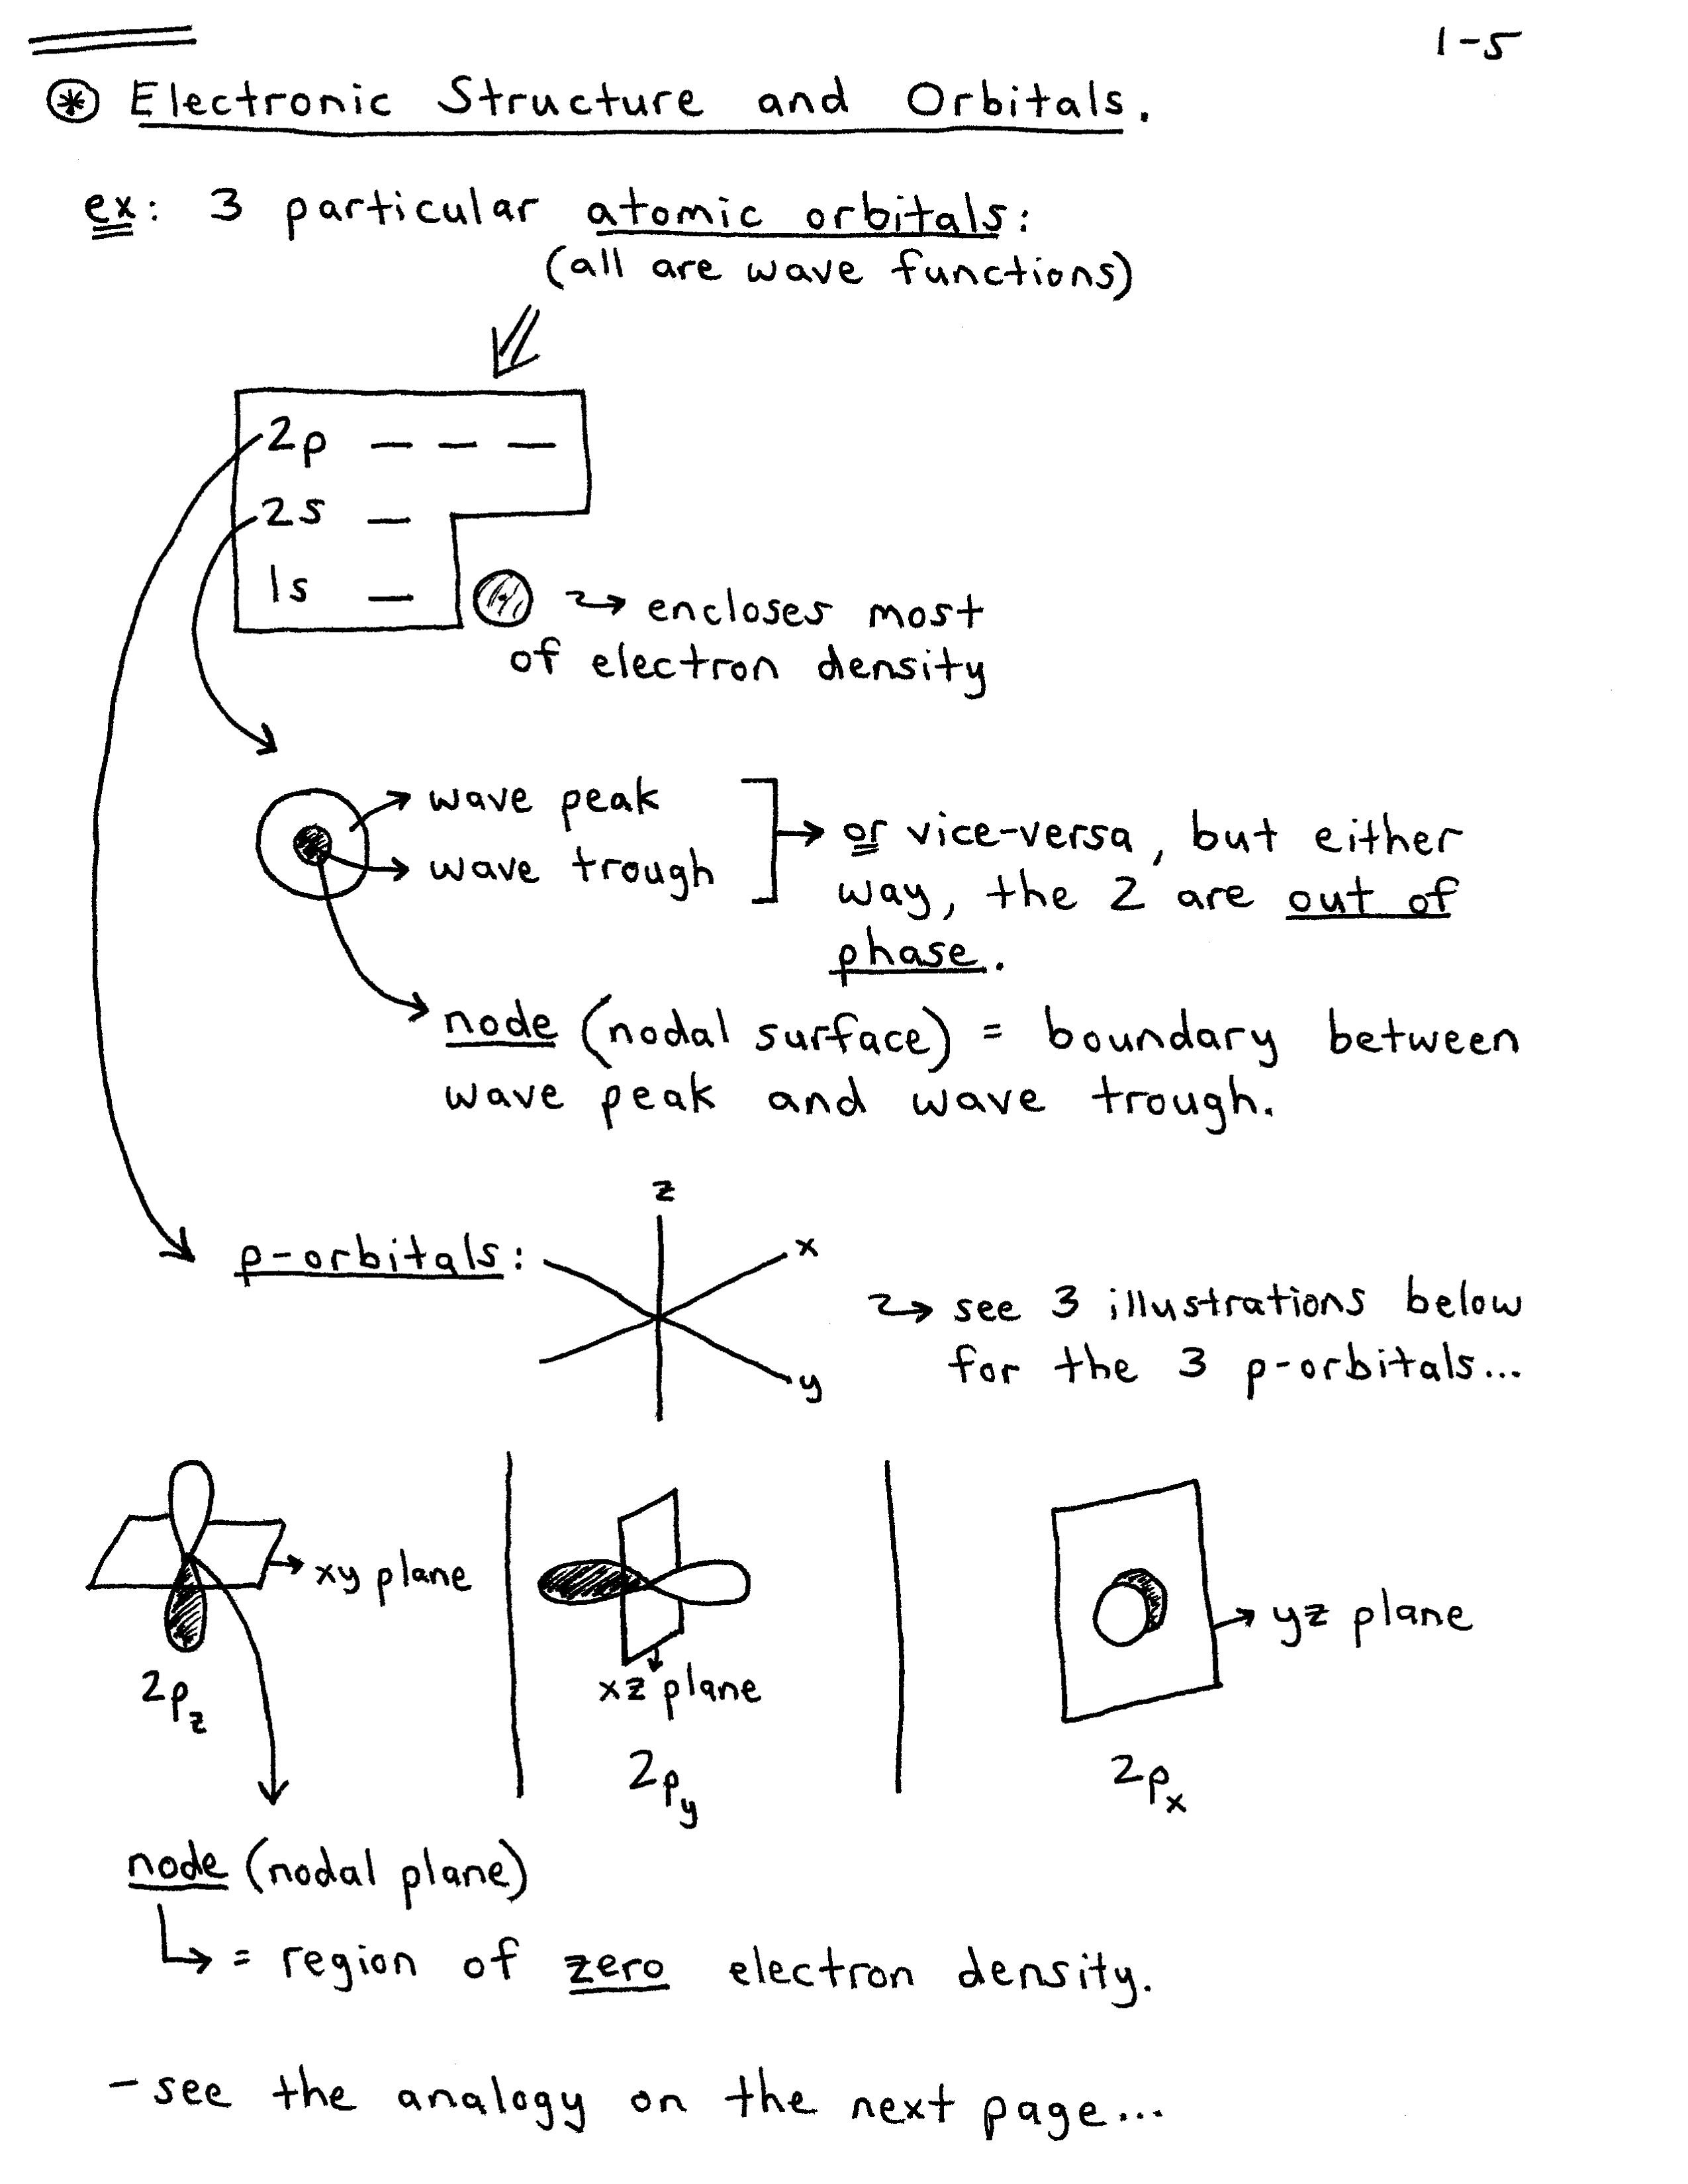 1-5
* Electronic Structure and Orbitals.
ex: 3 particular atomic orbitals:
(all are wave functions)
2p _ _ _
2s _
1s _
encloses most
of electron density
wave peak
wave trough
or vice-versa, but either
way, the 2 are out of
phase.
node (nodal surface) = boundary between
wave peak and wave trough.
p-orbitals:
z
x
y
see 3 illustrations below
for the 3 p-orbitals...
xy plane
2pz
xz plane
2py
yz plane
2px
node (nodal plane)
= region of zero electron density.
- see the analogy on the next page...